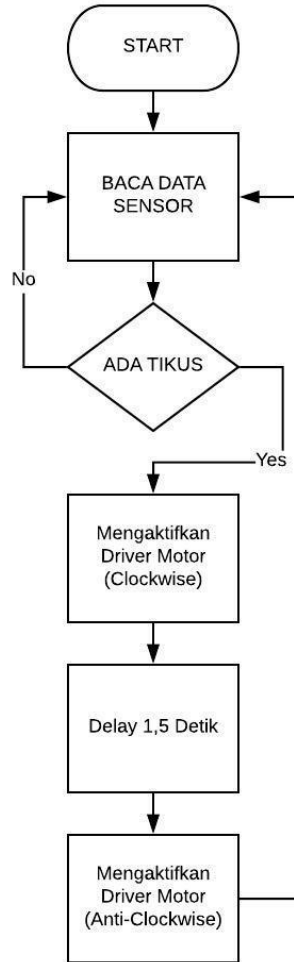 START
BACA DATA
SENSOR
No
ADA TIKUS
Yes
Mengaktifkan
Driver Motor
(Clockwise)
Delay 1,5 Detik
Mengaktifkan
Driver Motor
(Anti-Clockwise)